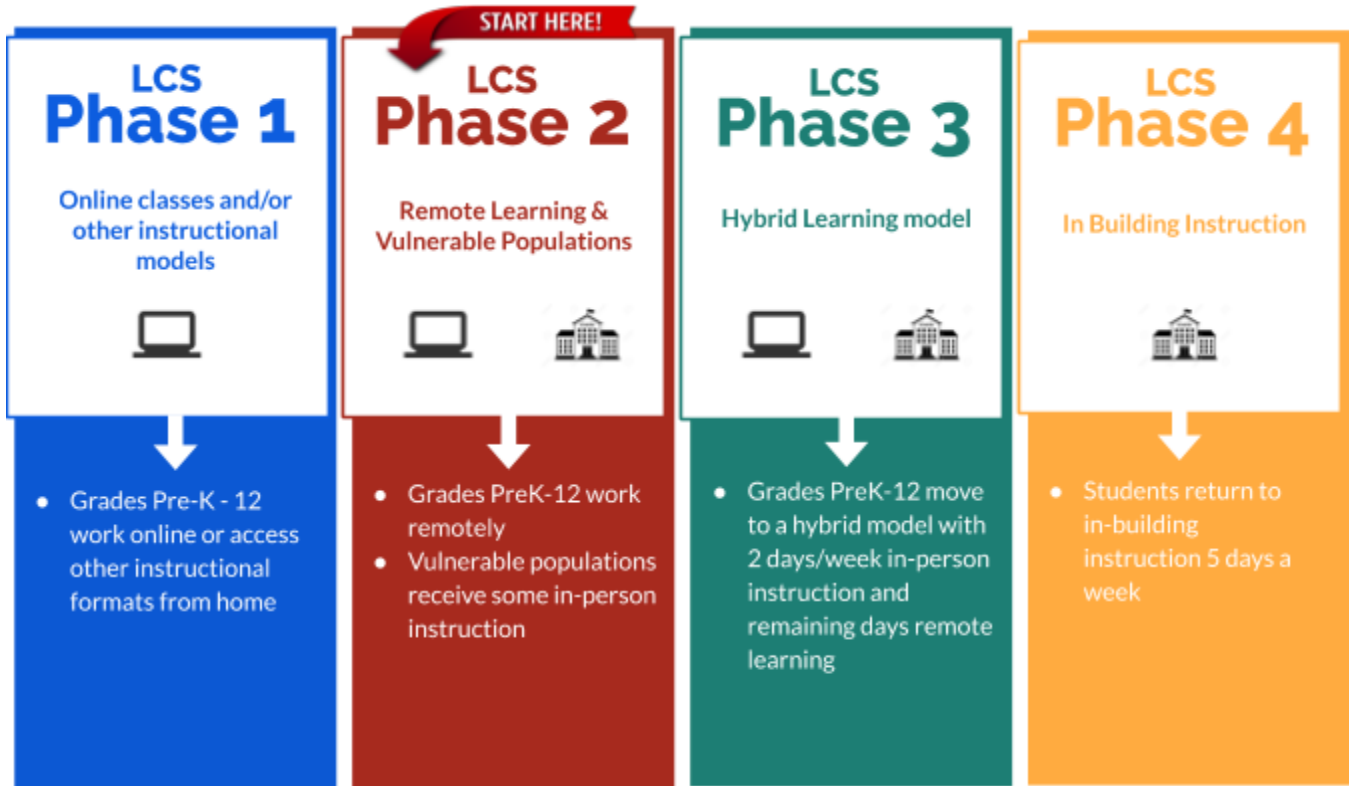 START HERE!
LCS
Phase 1
Online classes and/or
other instructional
models
● Grades Pre-K - 12
work online or access
other instructional
formats from home
LCS
Phase 2
Remote Learning &
Vulnerable Populations
● Grades PreK-12 work
remotely
● Vulnerable populations
receive some in-person
instruction
LCS
Phase 3
Hybrid Learning model
● Grades PreK-12 move
to a hybrid model with
2 days/week in-person
instruction and
remaining days remote
learning
LCS
Phase 4
In Building Instruction
● Students return to
in-building
instruction 5 days a
week